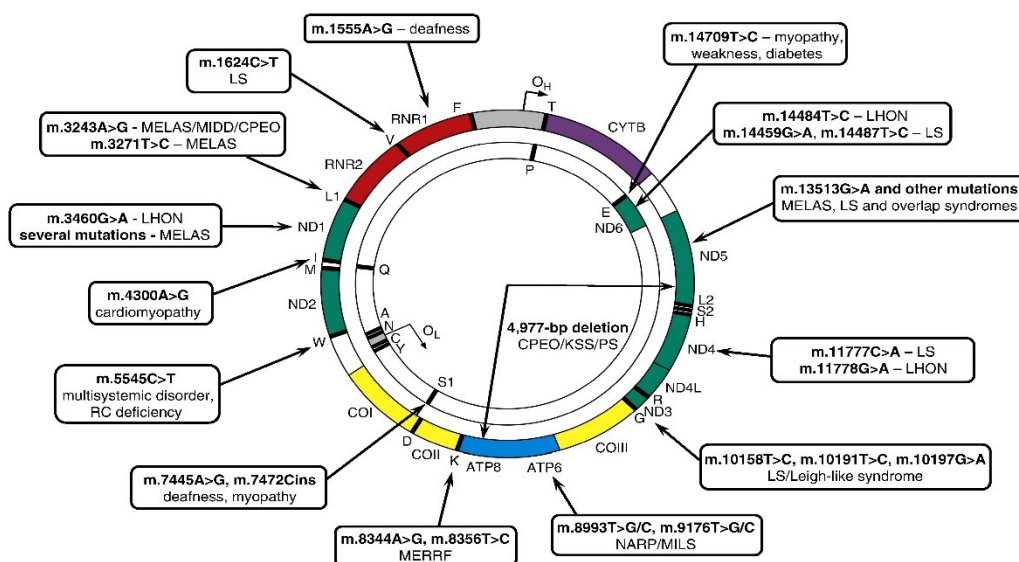 m.1555A>G – deafness
m.14709T>C – myopathy,
weakness, diabetes
m.1624C>T
LS
m.14484T>C – LHON
m.14459G>A, m.14487T>C – LS
m.3243A>G - MELAS/MIDD/CPEO
m.3271T>C – MELAS
m.13513G>A and other mutations
MELAS, LS and overlap syndromes
m.3460G>A - LHON
several mutations - MELAS
m.4300A>G
cardiomyopathy
4,977-bp deletion
CPEO/KSS/PS
m.11777C>A – LS
m.11778G>A – LHON
m.5545C>T
multisystemic disorder,
RC deficiency
m.10158T>C, m.10191T>C, m.10197G>A
LS/Leigh-like syndrome
m.7445A>G, m.7472Cins
deafness, myopathy
m.8344A>G, m.8356T>C
MERRF
m.8993T>G/C, m.9176T>G/C
NARP/MILS
OH
F
T
RNR1
CYTB
V
P
RNR2
L1
E
ND6
ND1
ND5
I
M
Q
ND2
L2
S2
H
A
N
C
Y
OL
W
ND4
S1
ND4L
R
ND3
G
COI
D
COII
K
ATP8
ATP6
COIII